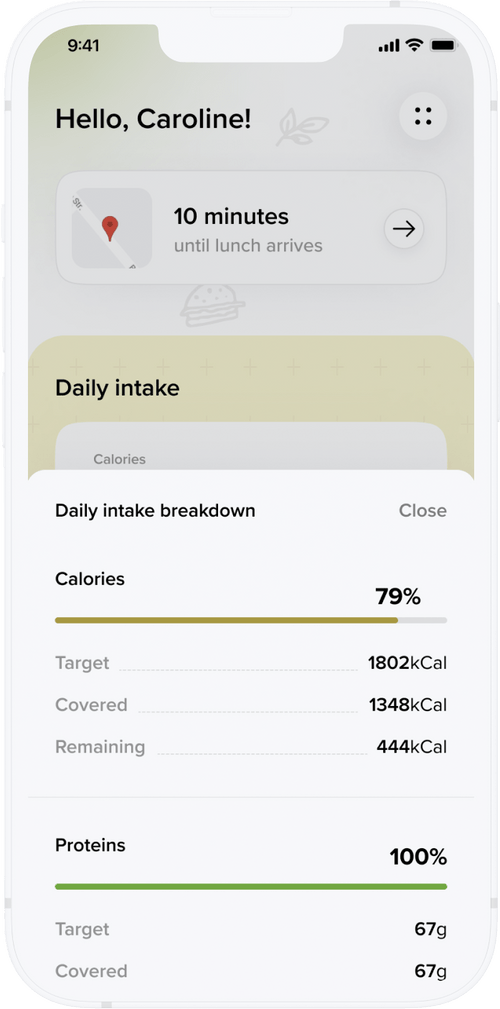 9:41
Hello, Caroline!
Str.
10 minutes
until lunch arrives
Daily intake
Calories
Daily intake breakdown
Close
Calories
79%
Target 1802kCal
Covered 1348kCal
Remaining 444kCal
Proteins
100%
Target 67g
Covered 67g